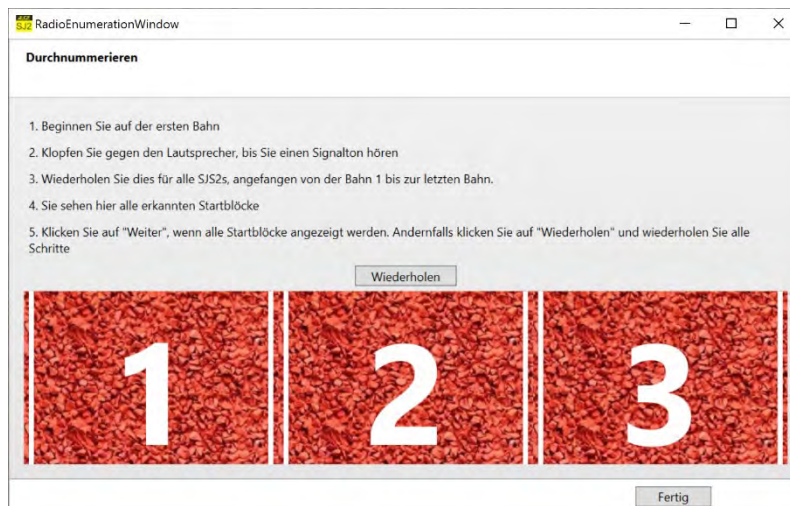 SJ2 RadioEnumerationWindow
Durchnummerieren
1. Beginnen Sie auf der ersten Bahn
2. Klopfen Sie gegen den Lautsprecher, bis Sie einen Signalton hören
3. Wiederholen Sie dies für alle SJS2s, angefangen von der Bahn 1 bis zur letzten Bahn.
4. Sie sehen hier alle erkannten Startblöcke
5. Klicken Sie auf "Weiter", wenn alle Startblöcke angezeigt werden. Andernfalls klicken Sie auf "Wiederholen" und wiederholen Sie alle
Schritte
Wiederholen
1 2 3
Fertig